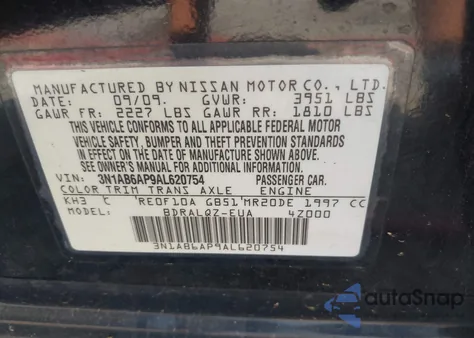 MANUFACTURED BY NISSAN MOTOR CO., LTD.
DATE: 09/09. GVWR: 3951 LBS
GAWR FR: 2227 LBS GAWR RR: 1810 LBS
THIS VEHICLE CONFORMS TO ALL APPLICABLE FEDERAL MOTOR
VEHICLE SAFETY, BUMPER AND THEFT PREVENTION STANDARDS
IN EFFECT ON THE DATE OF MANUFACTURE SHOWN ABOVE.
SEE OWNER'S MANUAL FOR ADDITIONAL INFORMATION.
VIN: 3N1AB6AP9AL620754 PASSENGER CAR.
COLOR TRIM TRANS AXLE ENGINE
KH3 C RE0F10A GB51 MR20DE 1997 CC
MODEL: BDRALQZ-EUA 4Z000
3N1AB6AP9AL620754
autoSnap